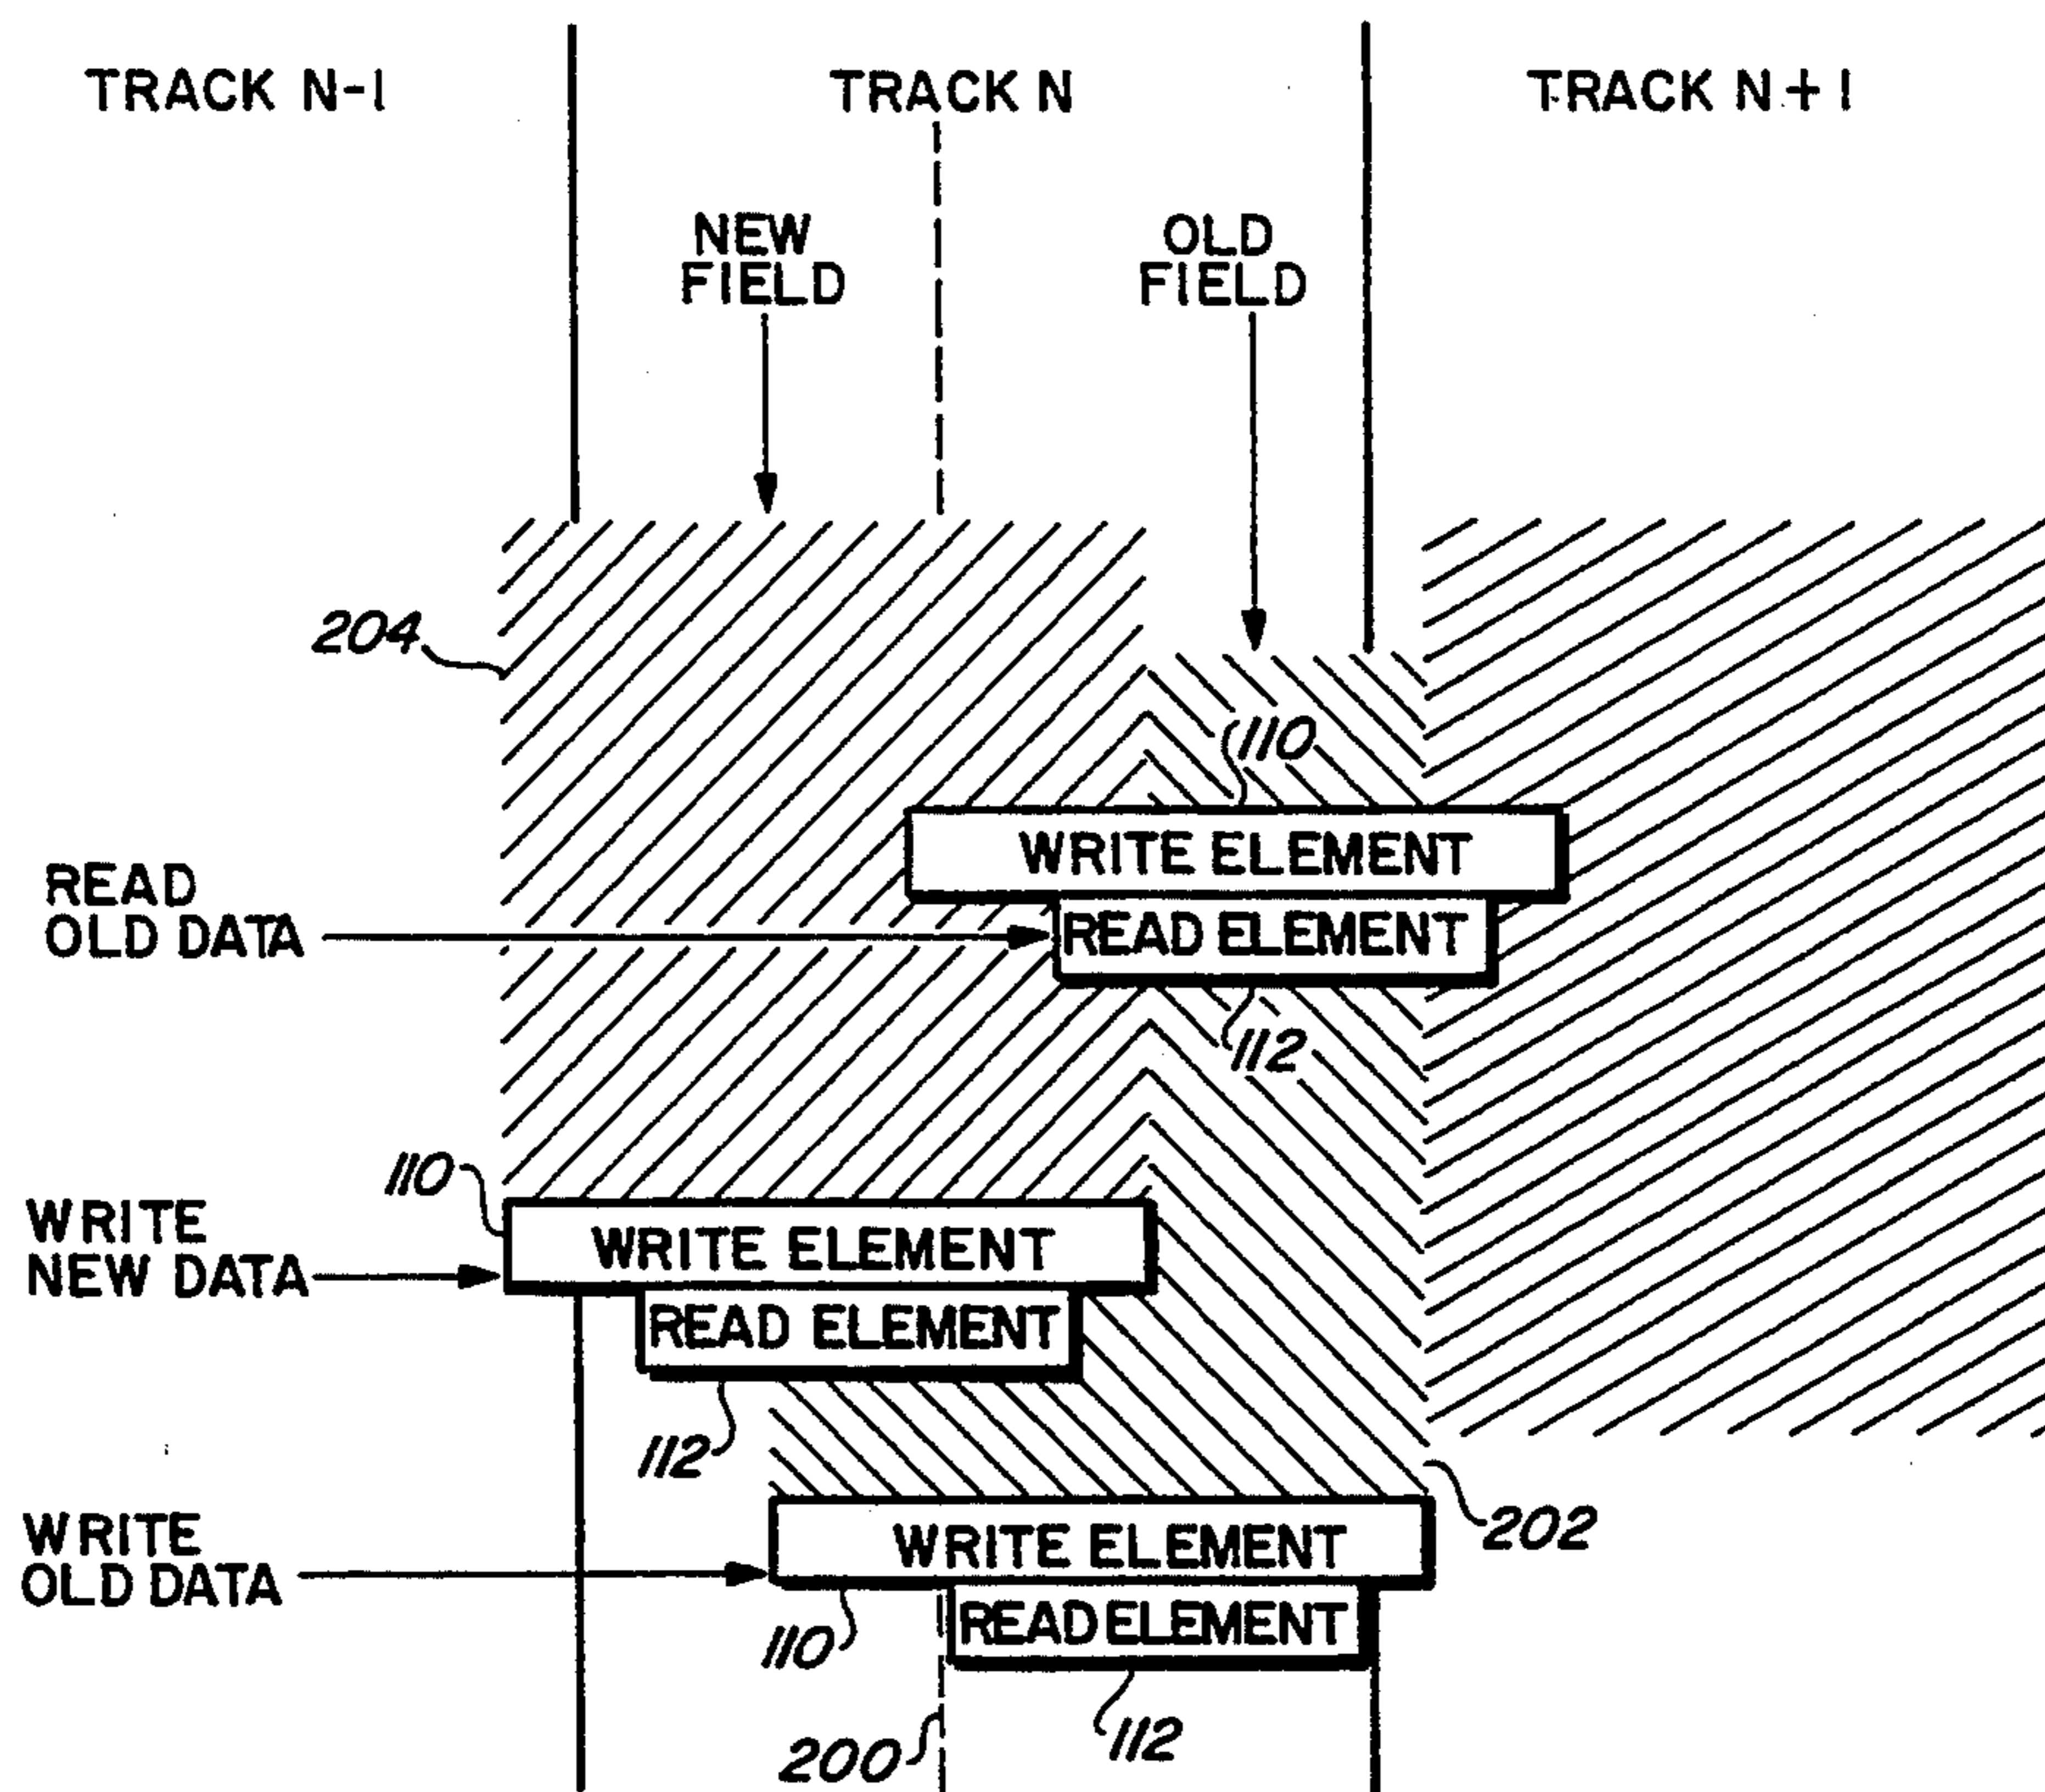 TRACK N-1
TRACK N
TRACK N+1
NEW
FIELD
OLD
FIELD
204
110
WRITE ELEMENT
READ
OLD DATA
READ ELEMENT
112
110
WRITE
NEW DATA
WRITE ELEMENT
READ ELEMENT
112
202
WRITE
OLD DATA
WRITE ELEMENT
110
READ ELEMENT
200
112